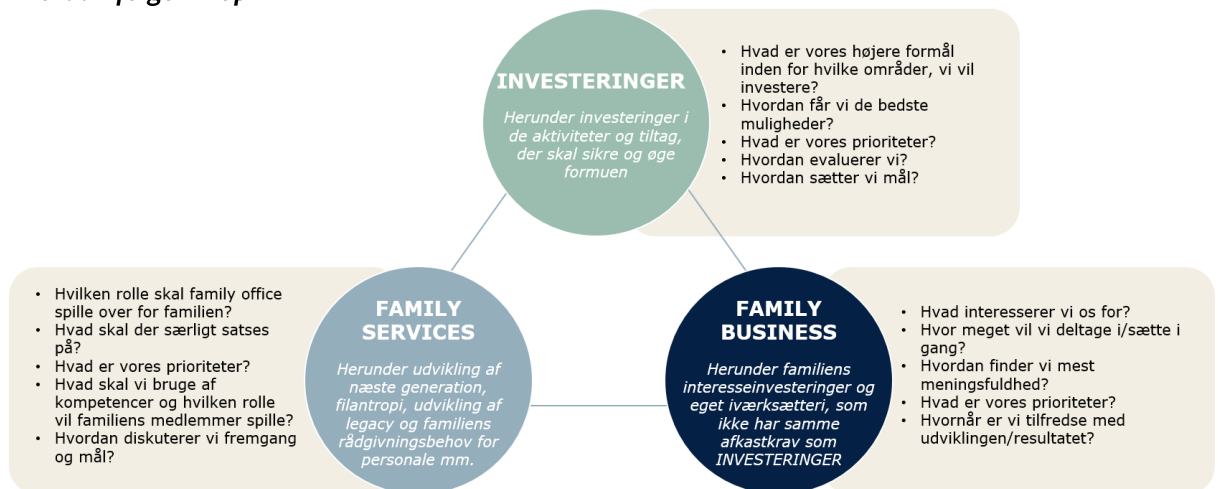 INVESTERINGER
Herunder investeringer i
de aktiviteter og tiltag,
der skal sikre og øge
formuen
• Hvad er vores højere formål
inden for hvilke områder, vi vil
investere?
• Hvordan får vi de bedste
muligheder?
• Hvad er vores prioriteter?
• Hvordan evaluerer vi?
• Hvordan sætter vi mål?
• Hvilken rolle skal family office
spille over for familien?
• Hvad skal der særligt satses
på?
• Hvad er vores prioriteter?
• Hvad skal vi bruge af
kompetencer og hvilken rolle
vil familiens medlemmer spille?
• Hvordan diskuterer vi fremgang
og mål?
FAMILY
SERVICES
Herunder udvikling af
næste generation,
filantropi, udvikling af
legacy og familiens
rådgivningsbehov for
personale mm.
FAMILY
BUSINESS
Herunder familiens
interesseinvesteringer og
eget iværksætteri, som
ikke har samme
afkastkrav som
INVESTERINGER
• Hvad interesserer vi os for?
• Hvor meget vil vi deltage i/sætte i
gang?
• Hvordan finder vi mest
meningsfuldhed?
• Hvad er vores prioriteter?
• Hvornår er vi tilfredse med
udviklingen/resultatet?